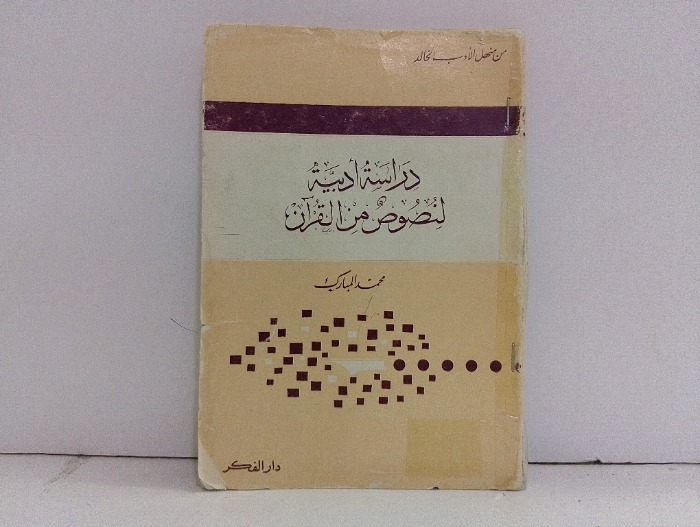 من منهل الأدب الخالد
دراسة أدبية
لنصوص من القرآن
محمد المبارك
دار الفكر